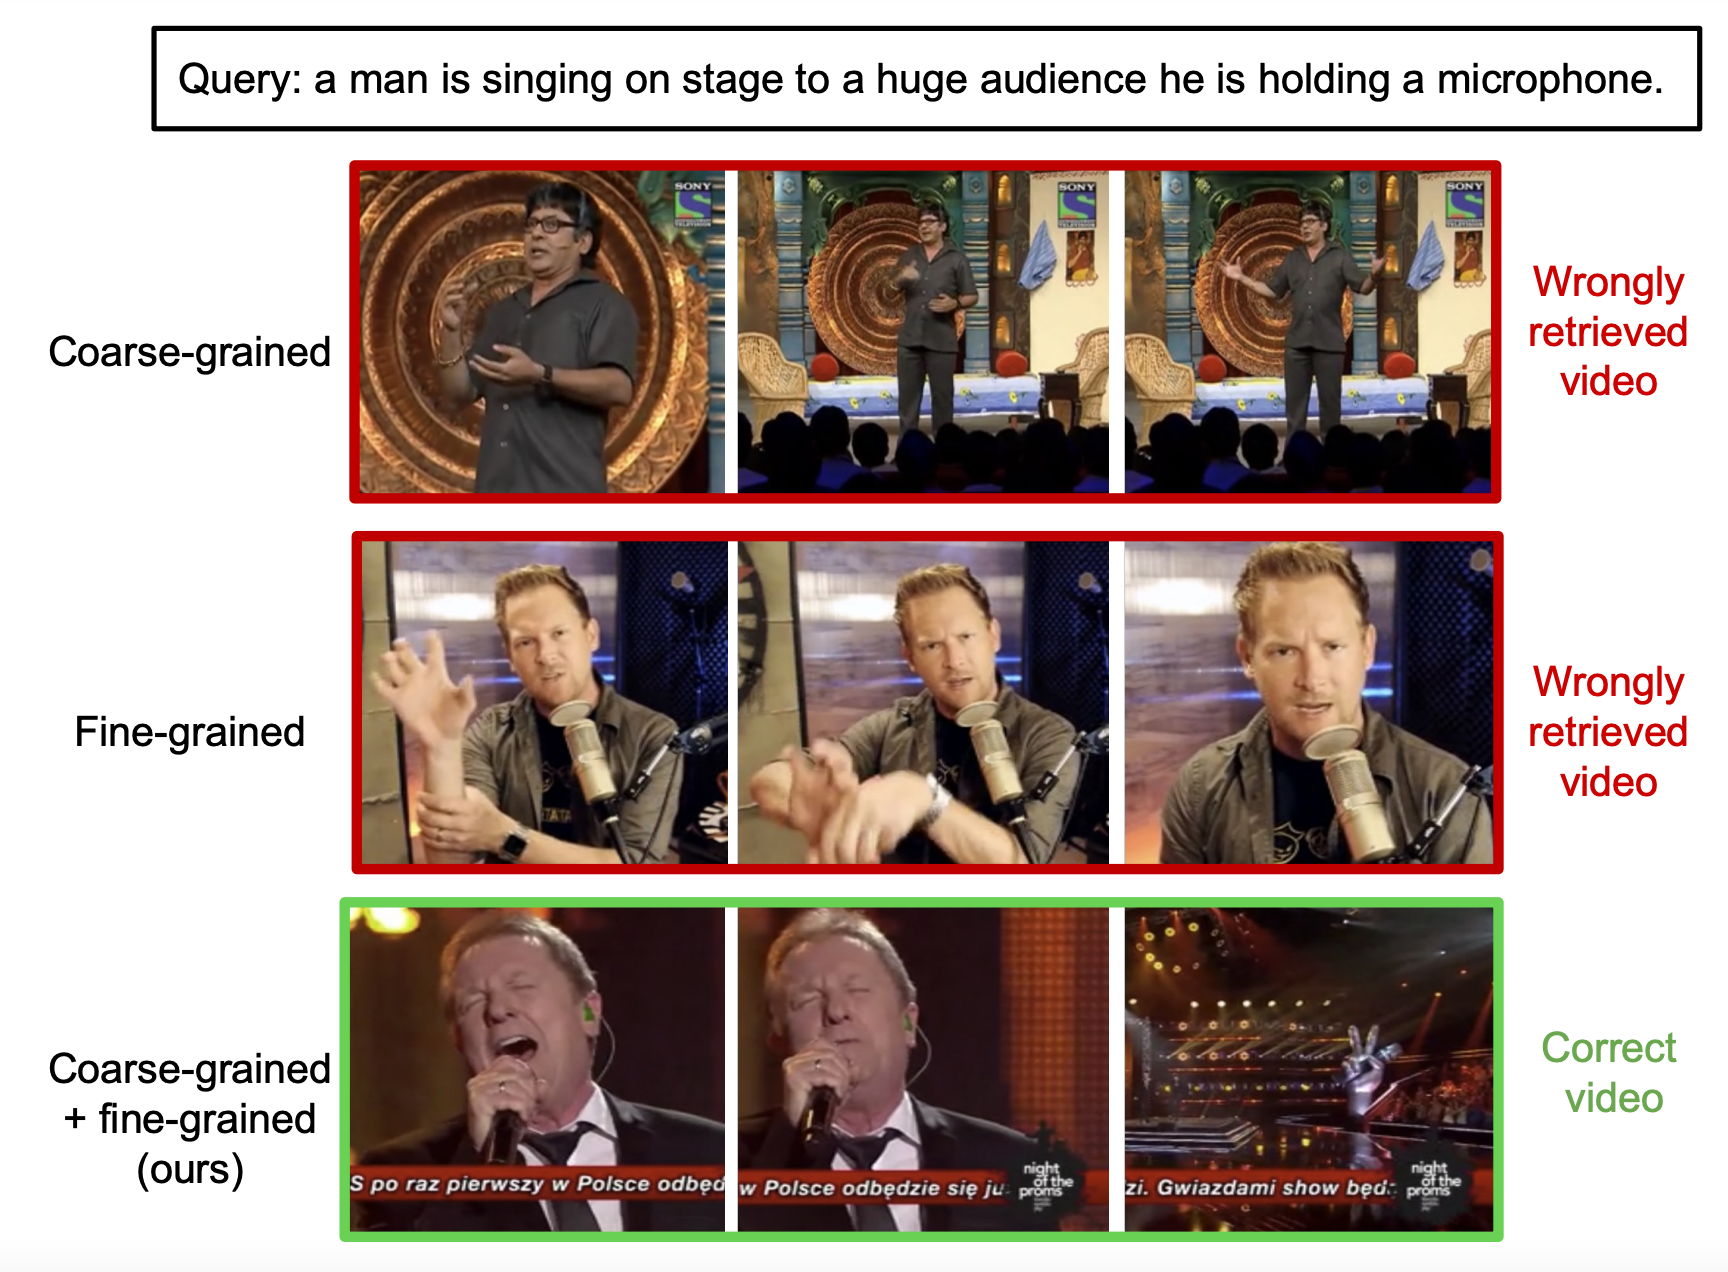 Query: a man is singing on stage to a huge audience he is holding a microphone.
Coarse-grained
SONY
SONY
SONY
Wrongly
retrieved
video
Fine-grained
Wrongly
retrieved
video
Coarse-grained
+ fine-grained
(ours)
S po raz pierwszy w Polsce odbęd
w Polsce odbędzie się ju
night
of the
proms
zi. Gwiazdami show będ
night
of the
proms
Correct
video